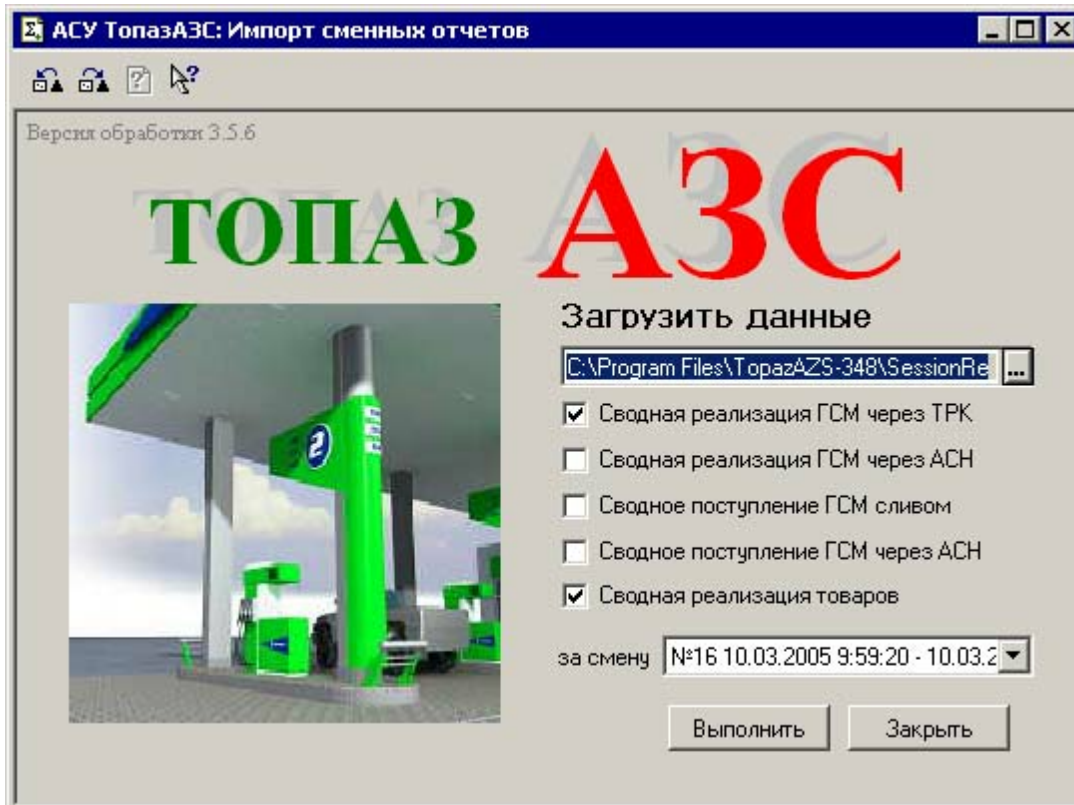 АСУ ТопазАЗС: Импорт сменных отчетов
Версия обработки 3.5.6
ТОПАЗ АЗС
Загрузить данные
C:\Program Files\TopazAZS-348\SessionRe ...
Сводная реализация ГСМ через ТРК
Сводная реализация ГСМ через АСН
Сводное поступление ГСМ сливом
Сводное поступление ГСМ через АСН
Сводная реализация товаров
за смену №16 10.03.2005 9:59:20 - 10.03.2
Выполнить Закрыть
2